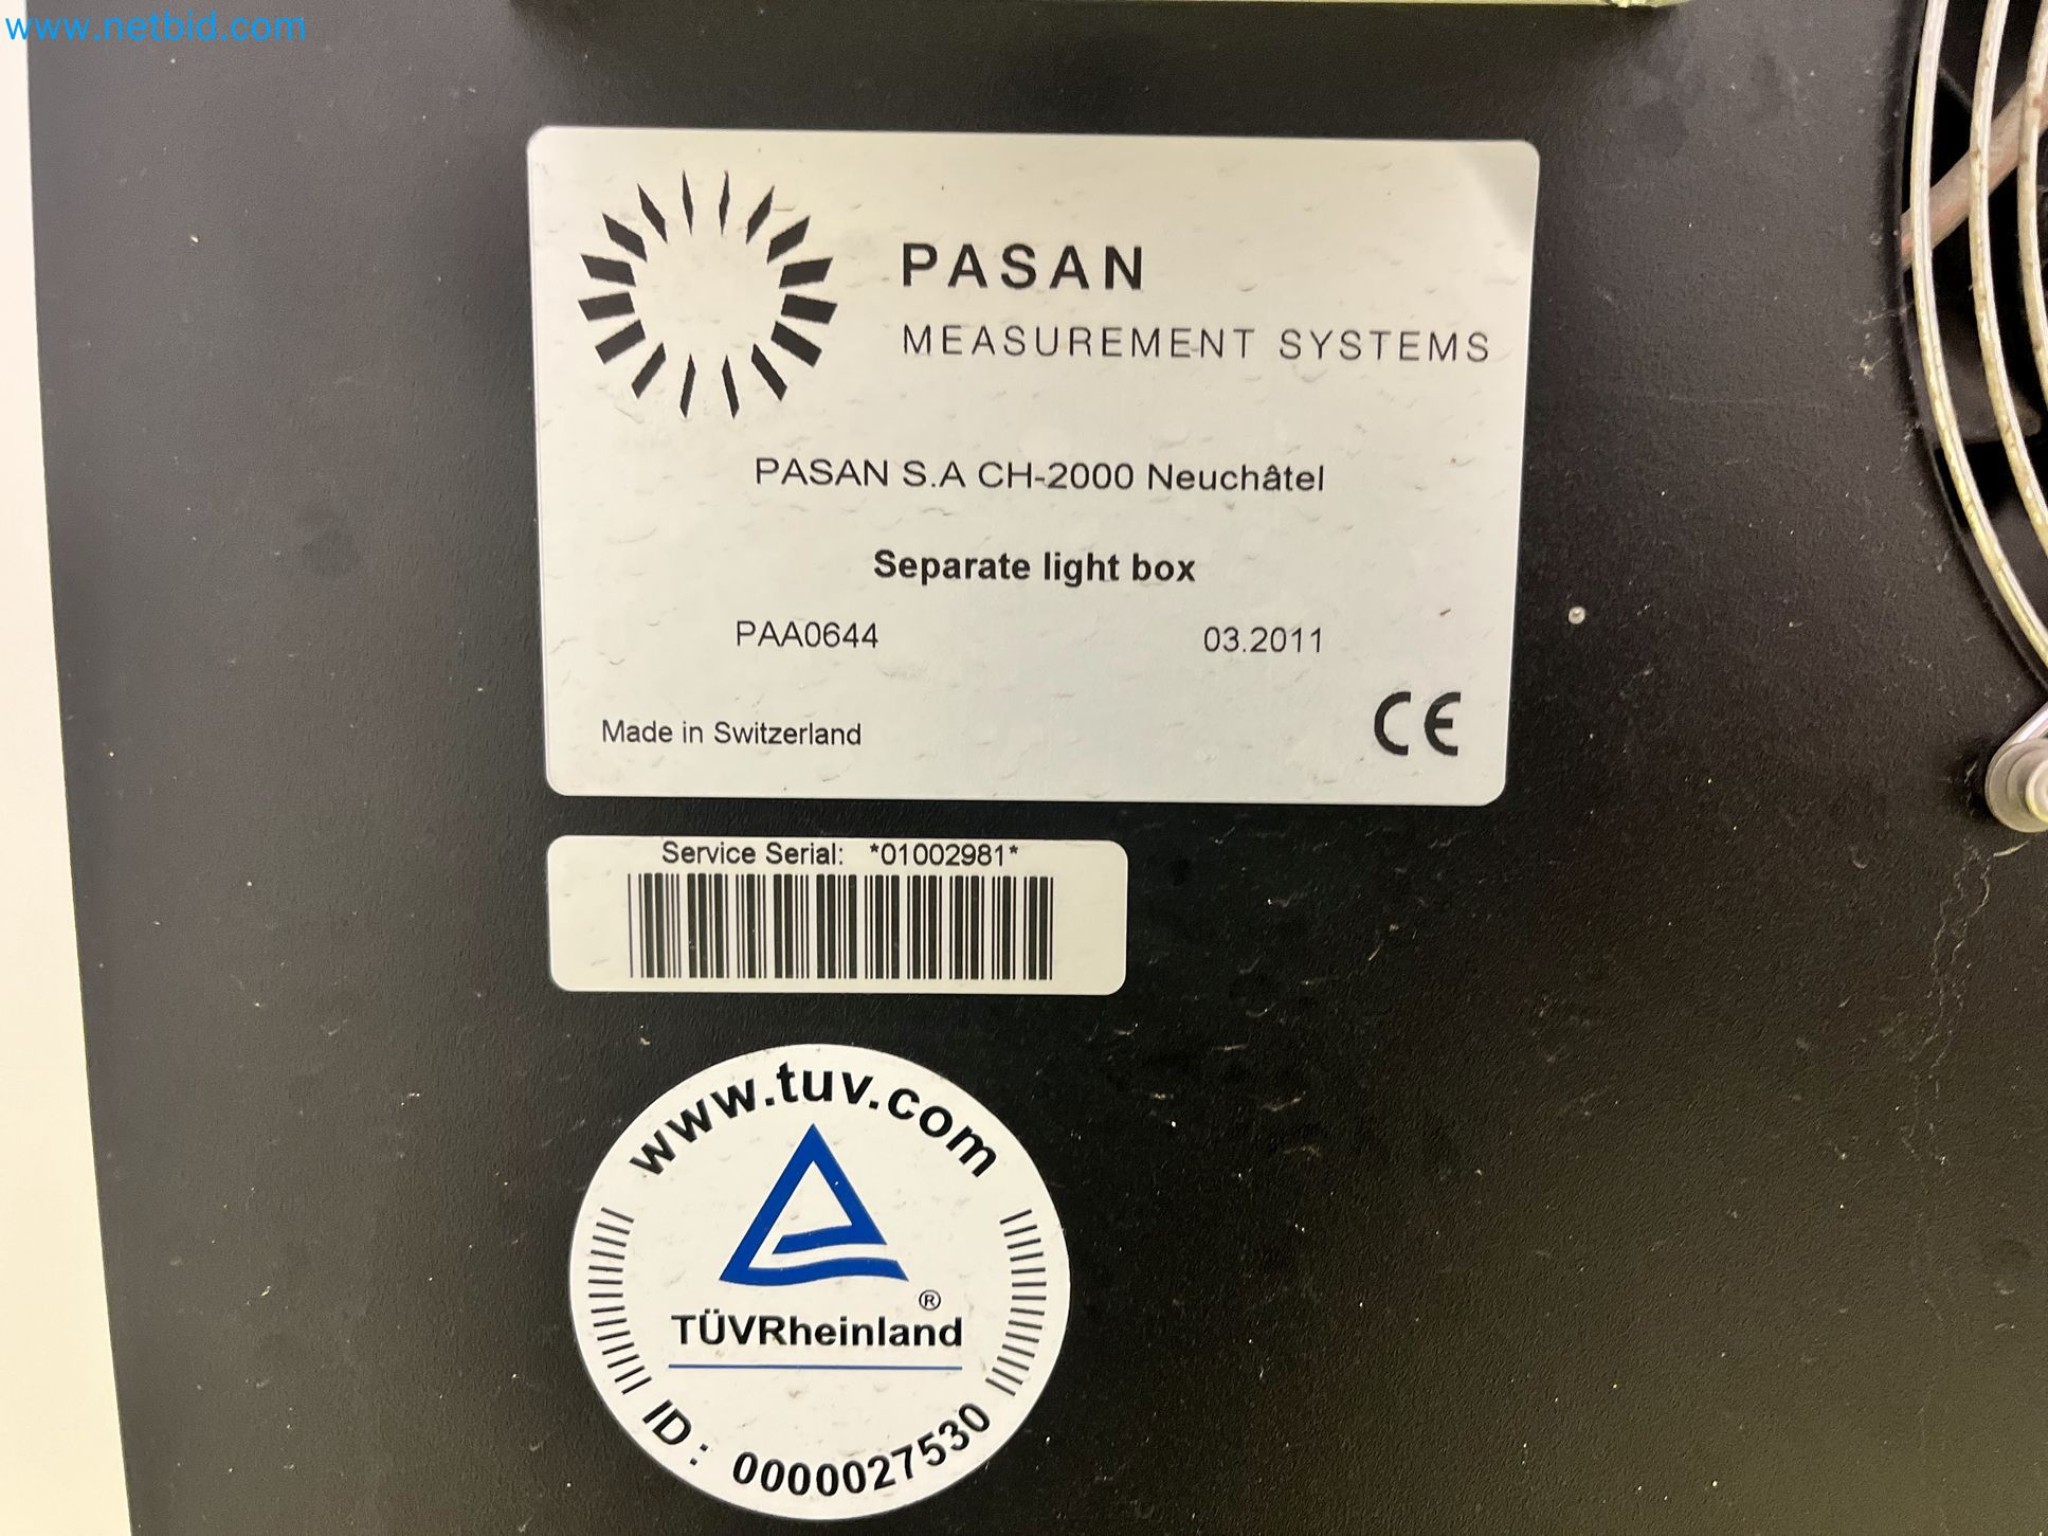 www.netbid.com
PASAN
MEASUREMENT SYSTEMS
PASAN S.A CH-2000 Neuchâtel
Separate light box
PAA0644 03.2011
Made in Switzerland
CE
Service Serial: *01002981*
www.tuv.com
®
TÜVRheinland
ID: 0000027530